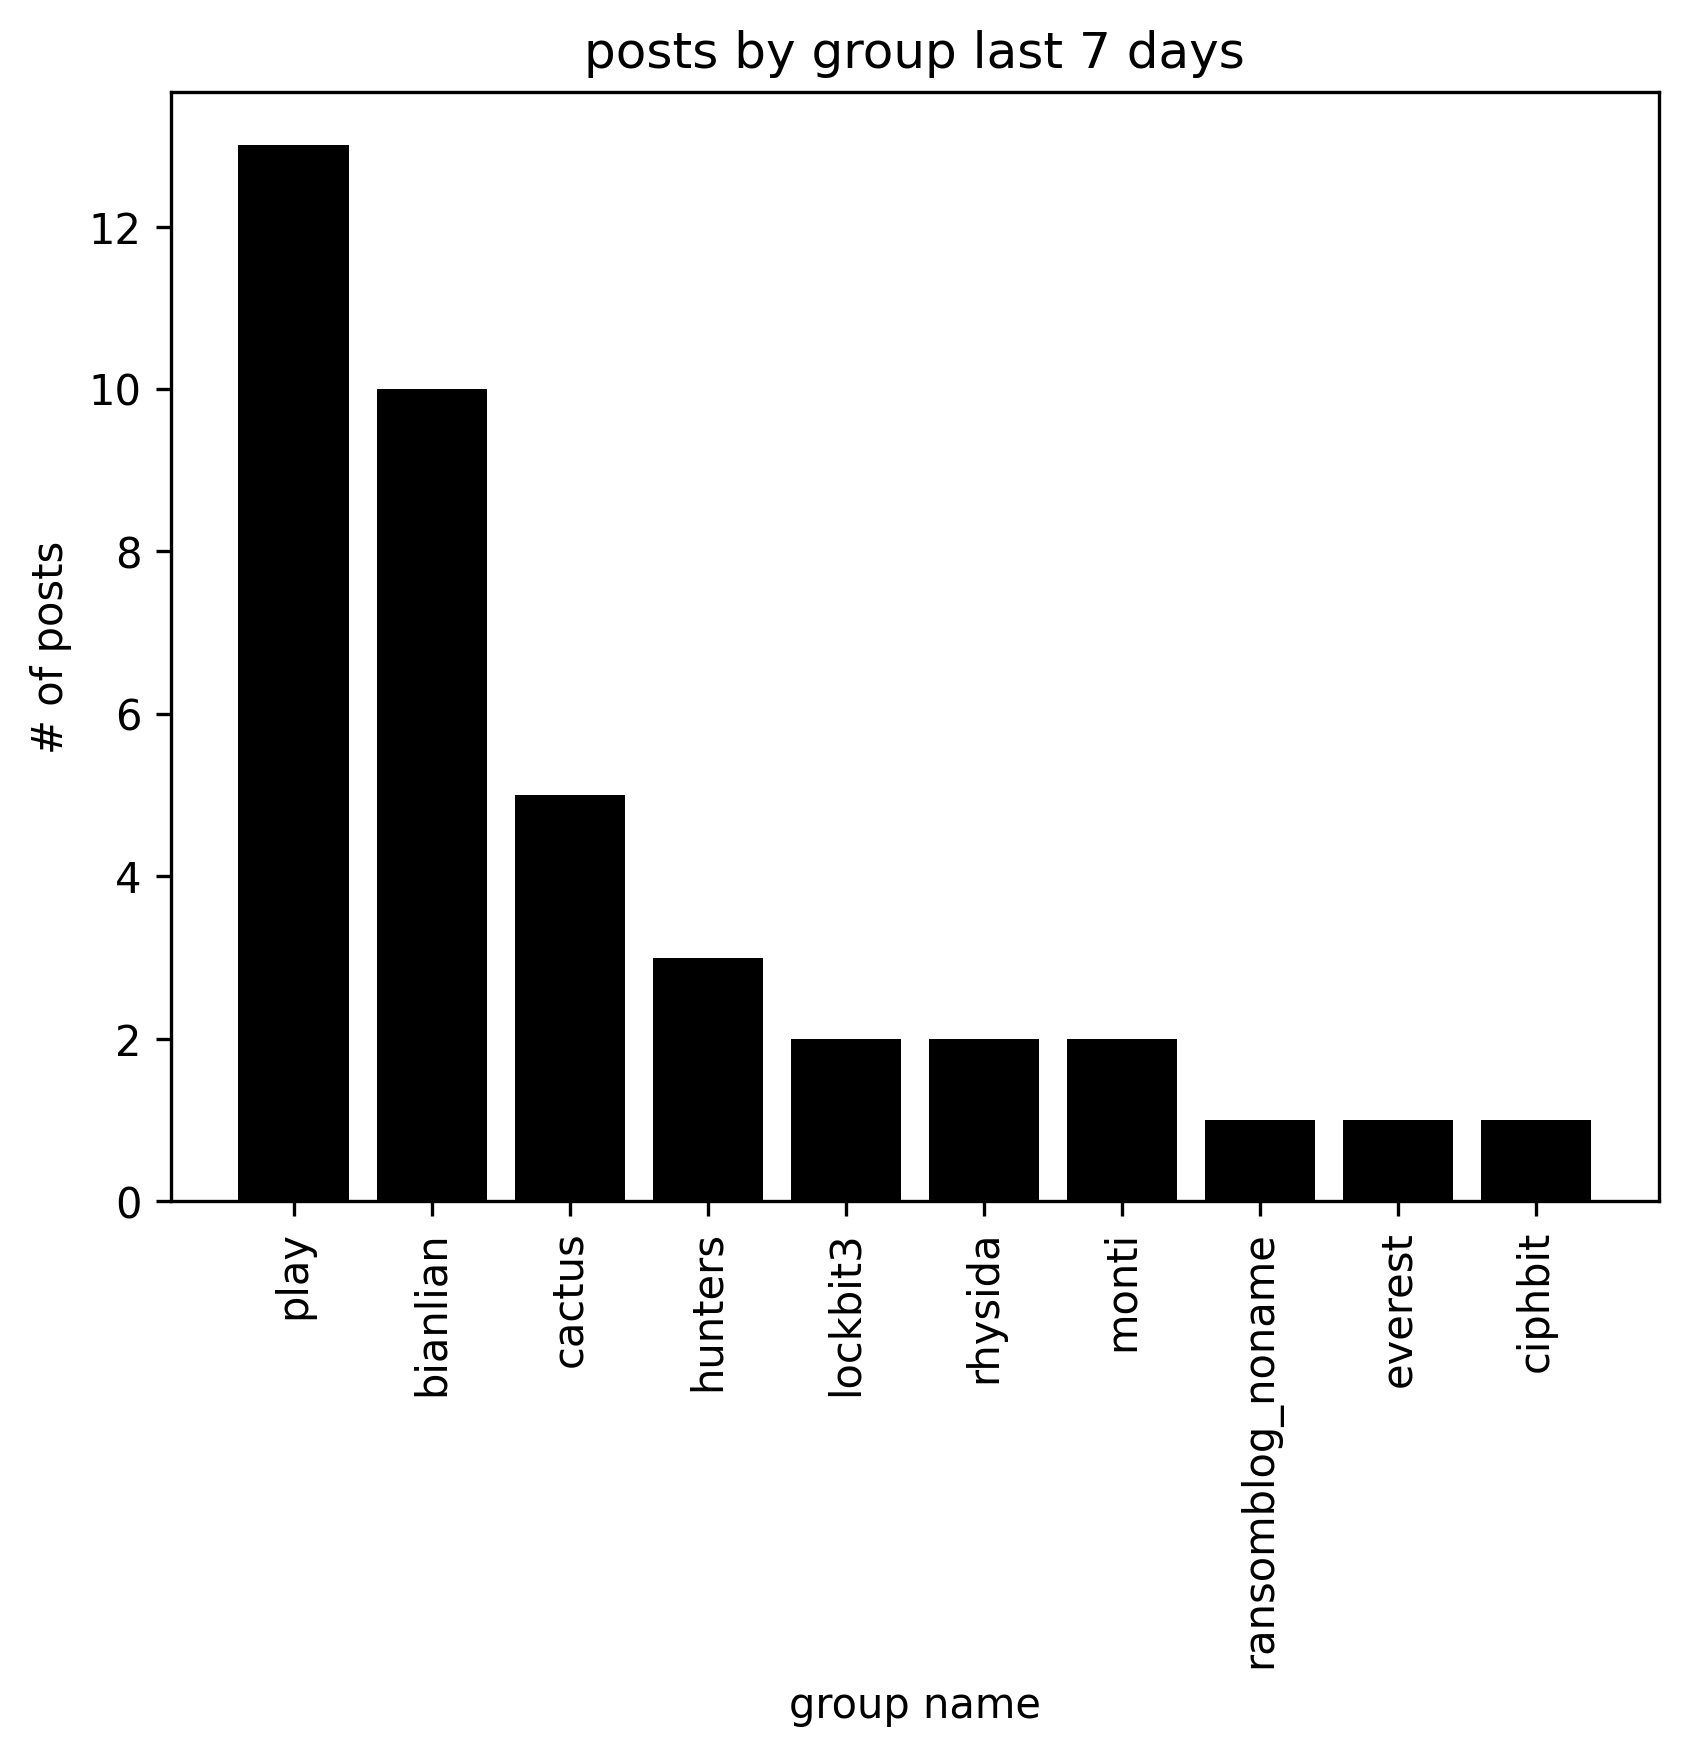 posts by group last 7 days
# of posts
12
10
8
6
4
2
0
play
bianlian
cactus
hunters
lockbit3
rhysida
monti
ransomblog_noname
everest
ciphbit
group name